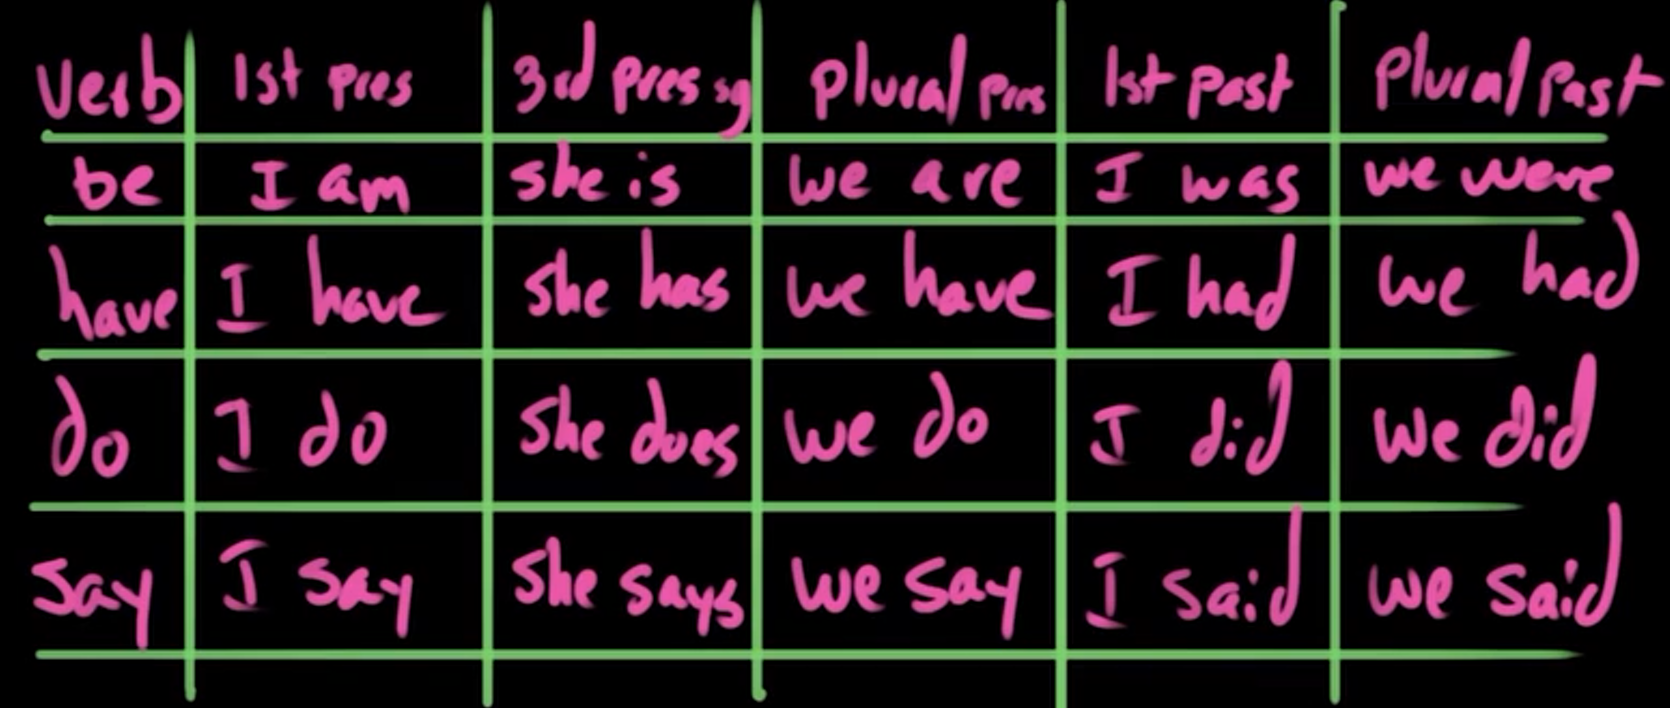 verb 1st pres 3rd pres sg plural pres 1st past plural past
be I am she is we are I was we were
have I have she has we have I had we had
do I do she does we do I did we did
say I say she says we say I said we said